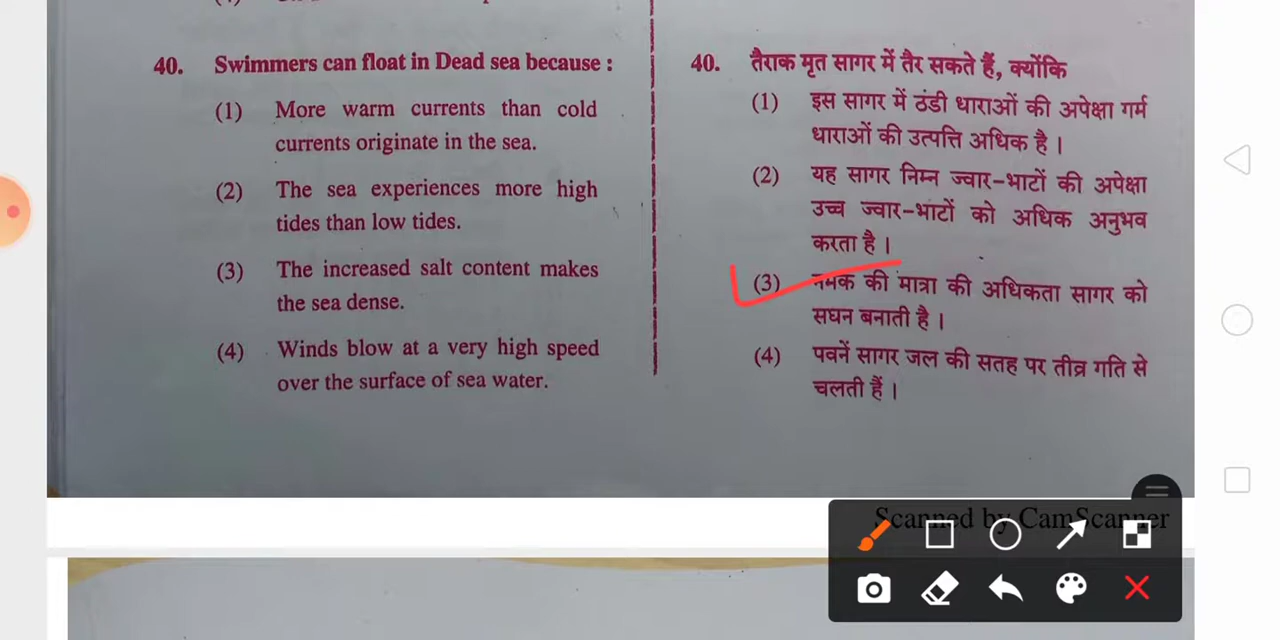 40. Swimmers can float in Dead sea because :
(1) More warm currents than cold
currents originate in the sea.
(2) The sea experiences more high
tides than low tides.
(3) The increased salt content makes
the sea dense.
(4) Winds blow at a very high speed
over the surface of sea water.
40. तैराक मृत सागर में तैर सकते हैं, क्योंकि
(1) इस सागर में ठंडी धाराओं की अपेक्षा गर्म
धाराओं की उत्पत्ति अधिक है।
(2) यह सागर निम्न ज्वार-भाटों की अपेक्षा
उच्च ज्वार-भाटों को अधिक अनुभव
करता है।
(3) नमक की मात्रा की अधिकता सागर को
सघन बनाती है।
(4) पवनें सागर जल की सतह पर तीव्र गति से
चलती हैं।
Scanned by CamScanner